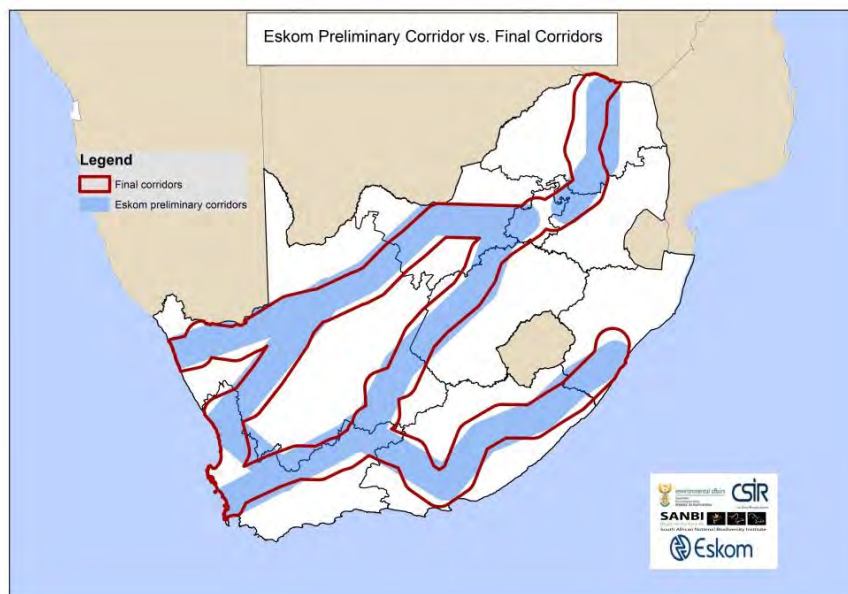 Eskom Preliminary Corridor vs. Final Corridors
Legend
Final corridors
Eskom preliminary corridors
environmental affairs
CSIR
SANBI
South African National Biodiversity Institute
Eskom